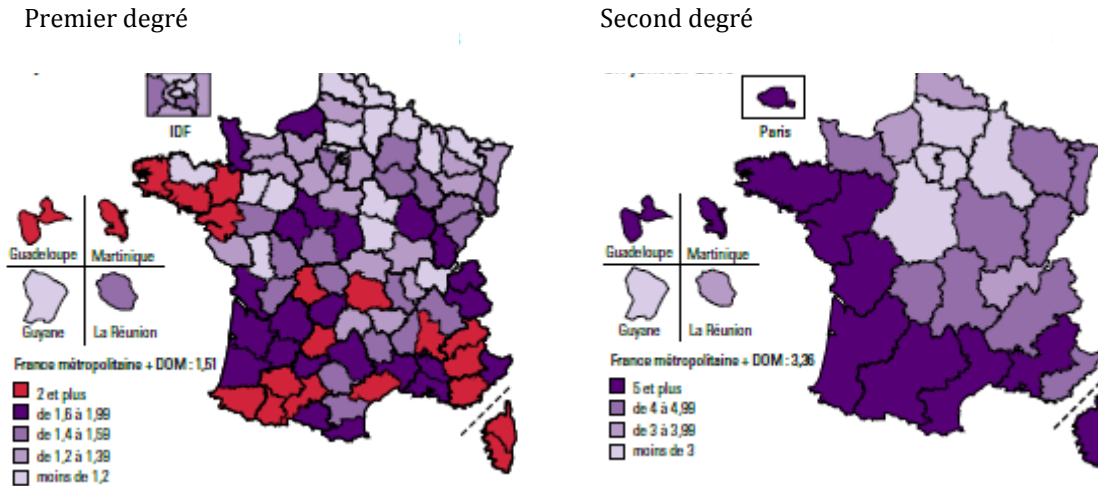 Premier degré
IDF
Guadeloupe
Martinique
Guyane
La Réunion
France métropolitaine + DOM : 1,51
2 et plus
de 1,6 à 1,99
de 1,4 à 1,59
de 1,2 à 1,39
moins de 1,2
Second degré
Paris
Guadeloupe
Martinique
Guyane
La Réunion
France métropolitaine + DOM : 3,36
5 et plus
de 4 à 4,99
de 3 à 3,99
moins de 3